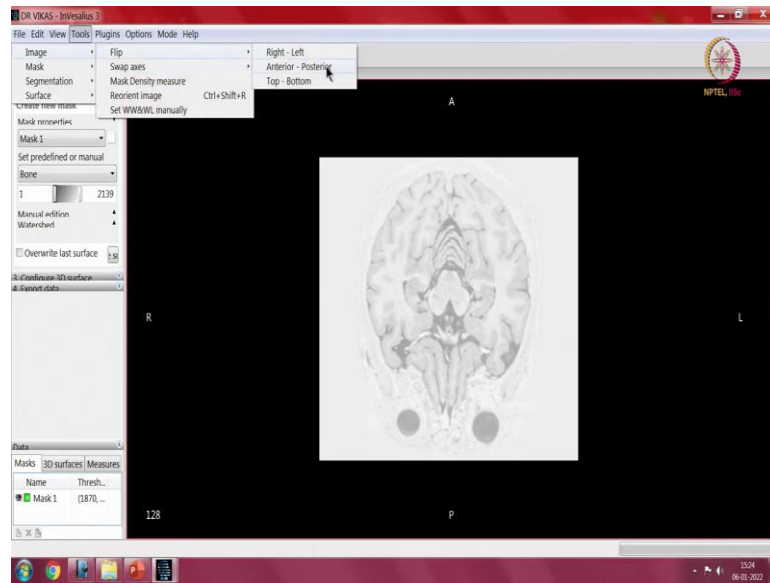 DR VIKAS - InVesalius 3
File Edit View Tools Plugins Options Mode Help
Image Flip Right - Left
Mask Swap axes Anterior - Posterior
Segmentation Mask Density measure Top - Bottom
Surface Reorient image Ctrl+Shift+R
Set WW&WL manually
NPTEL, IISc
Create new mask
Mask properties
Mask 1
Set predefined or manual
Bone
1 2139
Manual edition
Watershed
Overwrite last surface
3. Configure 3D surface
4. Export data
A
R L
128 P
Data
Masks 3D surfaces Measures
Name Thresh...
Mask 1 (1870, ...
15:24
06-01-2022